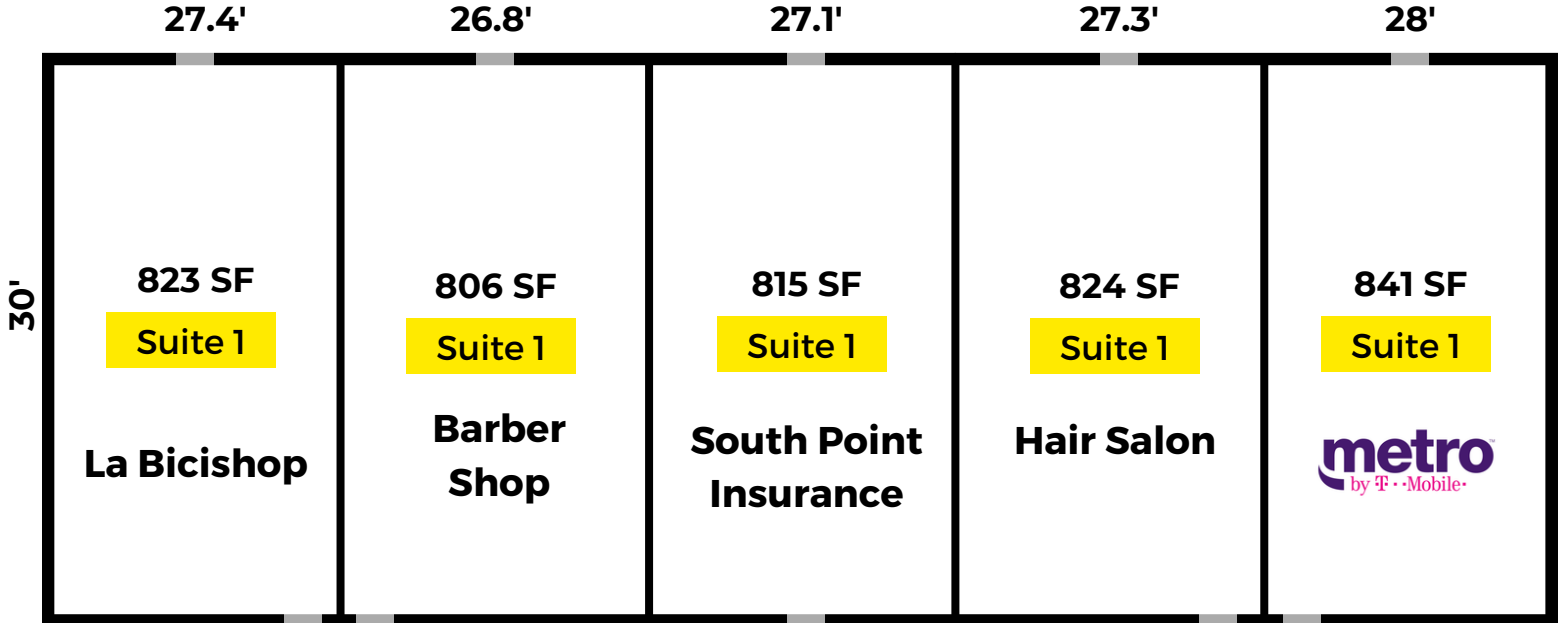 27.4'
26.8'
27.1'
27.3'
28'
30'
823 SF
Suite 1
La Bicishop
806 SF
Suite 1
Barber
Shop
815 SF
Suite 1
South Point
Insurance
824 SF
Suite 1
Hair Salon
841 SF
Suite 1
metro™
by T··Mobile·